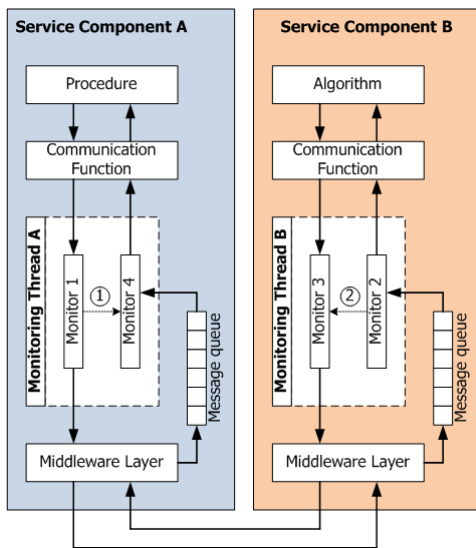 Service Component A
Procedure
Communication
Function
Monitoring Thread A
Monitor 1
1
Monitor 4
Message queue
Middleware Layer
Service Component B
Algorithm
Communication
Function
Monitoring Thread B
Monitor 3
2
Monitor 2
Message queue
Middleware Layer